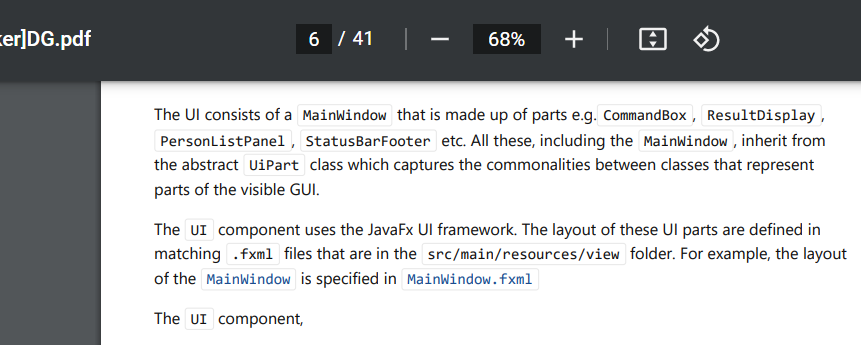 ker]DG.pdf
6 / 41
68%
The UI consists of a MainWindow that is made up of parts e.g. CommandBox , ResultDisplay ,
PersonListPanel , StatusBarFooter etc. All these, including the MainWindow , inherit from
the abstract UiPart class which captures the commonalities between classes that represent
parts of the visible GUI.
The UI component uses the JavaFx UI framework. The layout of these UI parts are defined in
matching .fxml files that are in the src/main/resources/view folder. For example, the layout
of the MainWindow is specified in MainWindow.fxml
The UI component,